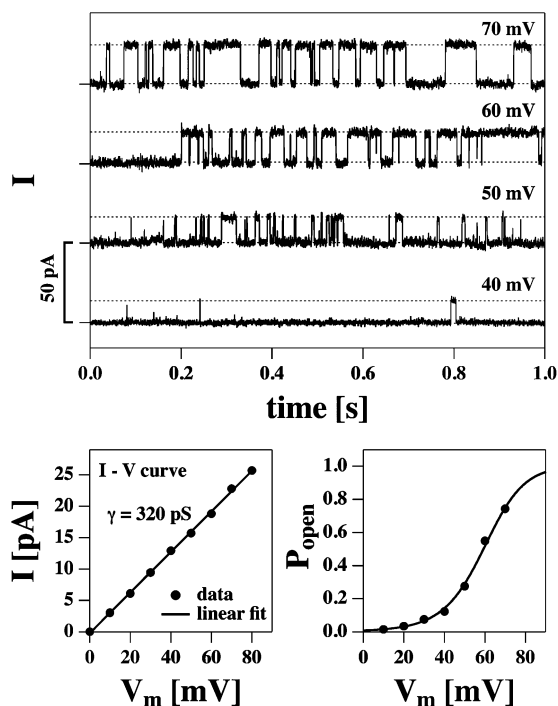 70 mV
60 mV
50 mV
40 mV
I
50 pA
0.0 0.2 0.4 0.6 0.8 1.0
time [s]
I - V curve
γ = 320 pS
data
linear fit
I [pA]
25
20
15
10
5
0
0 20 40 60 80
V_m [mV]
P_open
1.0
0.8
0.6
0.4
0.2
0.0
0 20 40 60 80
V_m [mV]